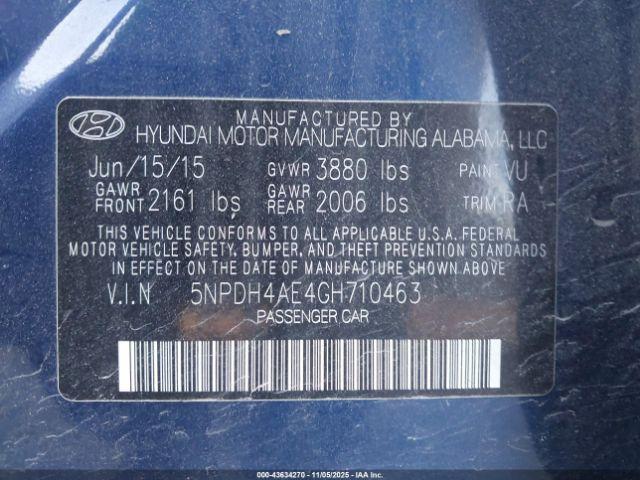 MANUFACTURED BY
HYUNDAI MOTOR MANUFACTURING ALABAMA, LLC
Jun/15/15 GVWR 3880 lbs PAINT VU
GAWR FRONT 2161 lbs, GAWR REAR 2006 lbs TRIM RA
THIS VEHICLE CONFORMS TO ALL APPLICABLE U.S.A. FEDERAL
MOTOR VEHICLE SAFETY, BUMPER, AND THEFT PREVENTION STANDARDS
IN EFFECT ON THE DATE OF MANUFACTURE SHOWN ABOVE
V.I.N 5NPDH4AE4GH710463
PASSENGER CAR
000-43634270 - 11/05/2025 - IAA Inc.